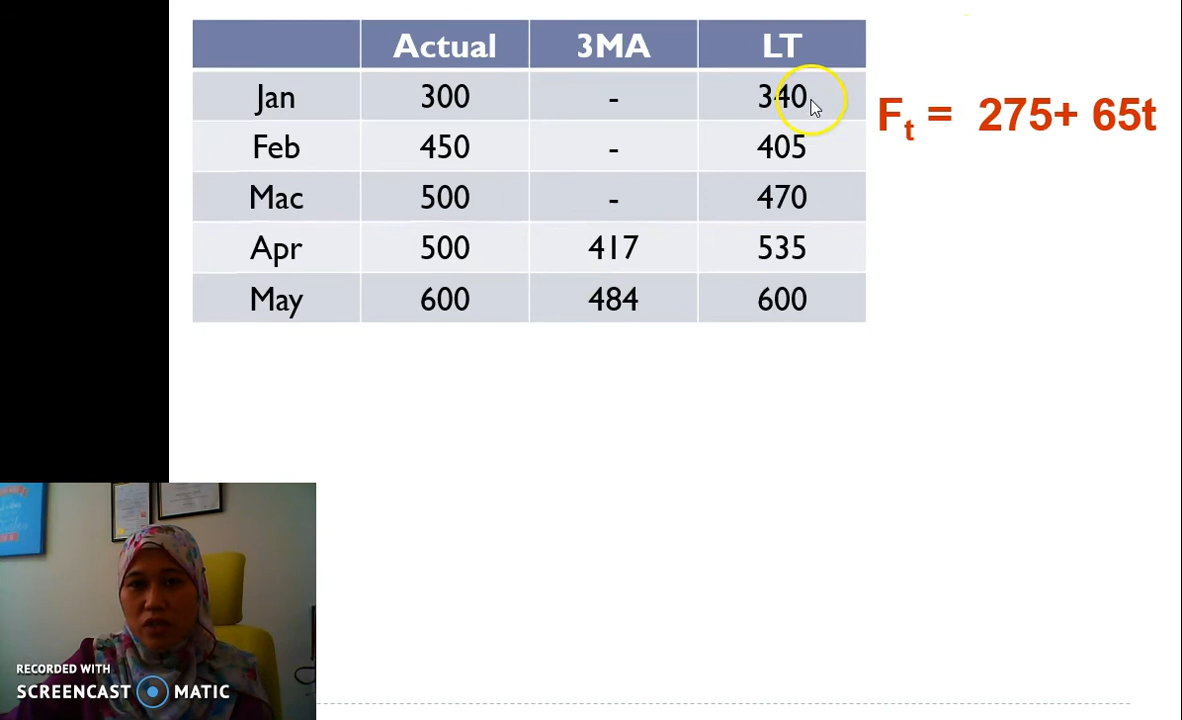 Actual 3MA LT
Jan 300 - 340
Feb 450 - 405
Mac 500 - 470
Apr 500 417 535
May 600 484 600
Ft = 275+ 65t
RECORDED WITH
SCREENCAST MATIC